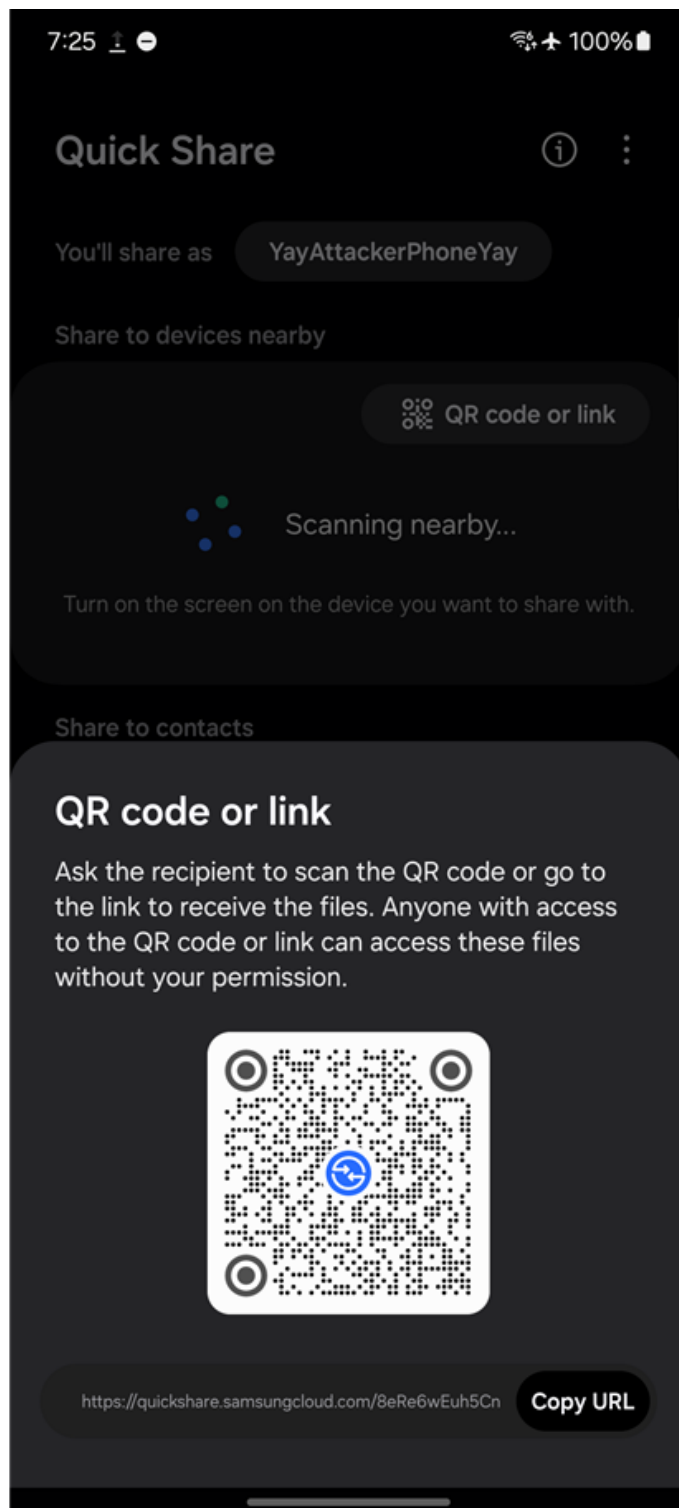 7:25 100%
Quick Share
You'll share as YayAttackerPhoneYay
Share to devices nearby
QR code or link
Scanning nearby...
Turn on the screen on the device you want to share with.
Share to contacts
QR code or link
Ask the recipient to scan the QR code or go to
the link to receive the files. Anyone with access
to the QR code or link can access these files
without your permission.
https://quickshare.samsungcloud.com/8eRe6wEuh5Cn Copy URL